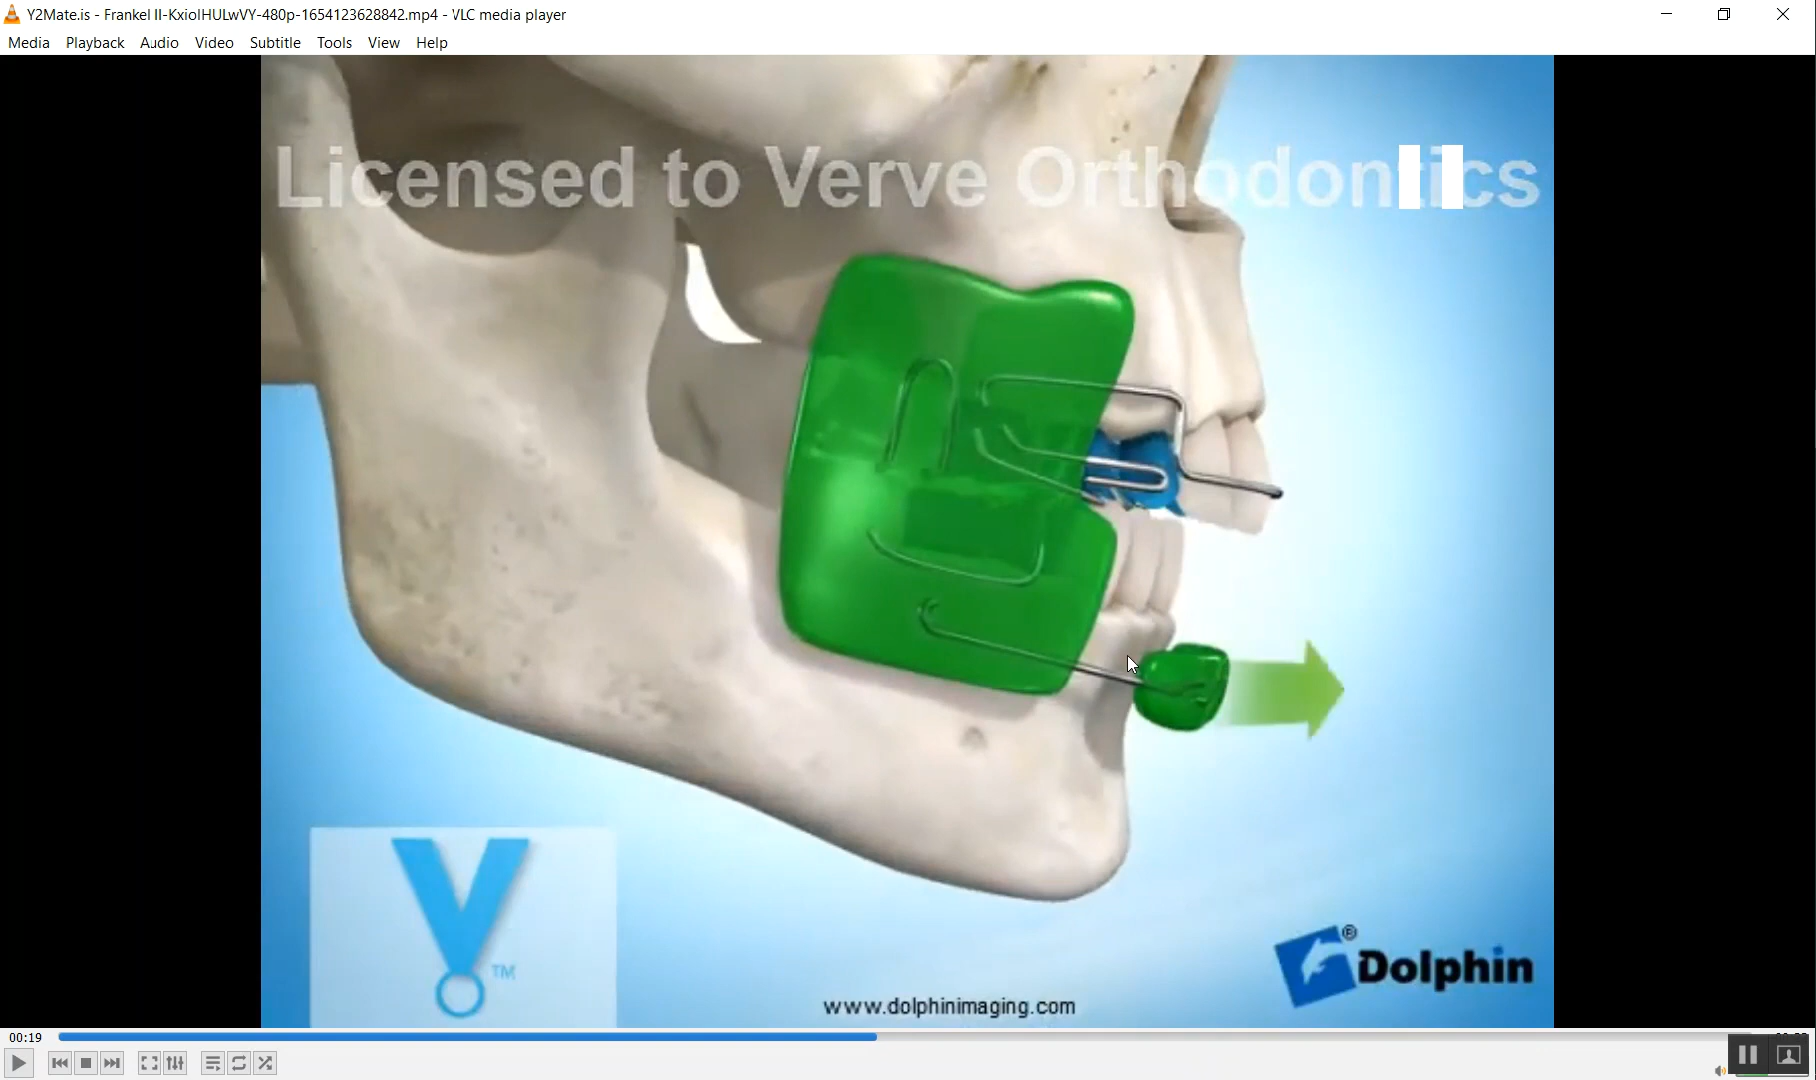 Y2Mate.is - Frankel II-KxioIHULwVY-480p-1654123628842.mp4 - VLC media player
Media Playback Audio Video Subtitle Tools View Help
Licensed to Verve Orthodontics
V
TM
®
Dolphin
www.dolphinimaging.com
00:19